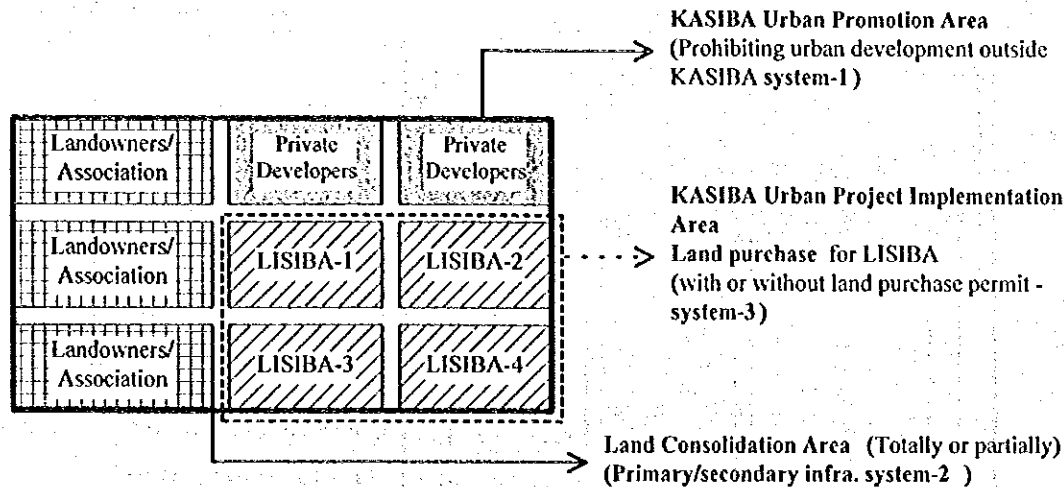 KASIBA Urban Promotion Area
(Prohibiting urban development outside
KASIBA system-1 )
Landowners/
Association
Private
Developers
Private
Developers
KASIBA Urban Project Implementation
Area
Land purchase for LISIBA
(with or without land purchase permit -
system-3 )
Landowners/
Association
LISIBA-1
LISIBA-2
Landowners/
Association
LISIBA-3
LISIBA-4
Land Consolidation Area (Totally or partially)
(Primary/secondary infra. system-2 )